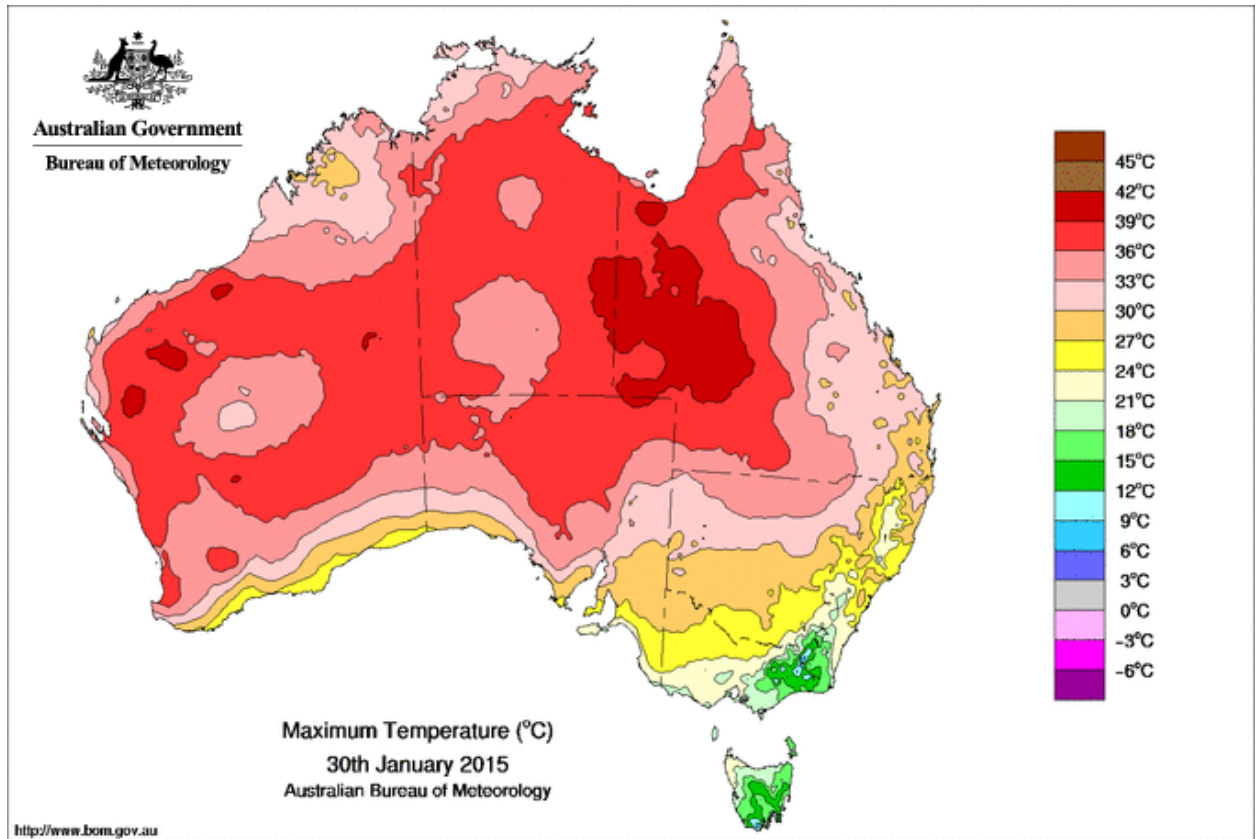 Australian Government
Bureau of Meteorology
45°C
42°C
39°C
36°C
33°C
30°C
27°C
24°C
21°C
18°C
15°C
12°C
9°C
6°C
3°C
0°C
-3°C
-6°C
Maximum Temperature (°C)
30th January 2015
Australian Bureau of Meteorology
http://www.bom.gov.au